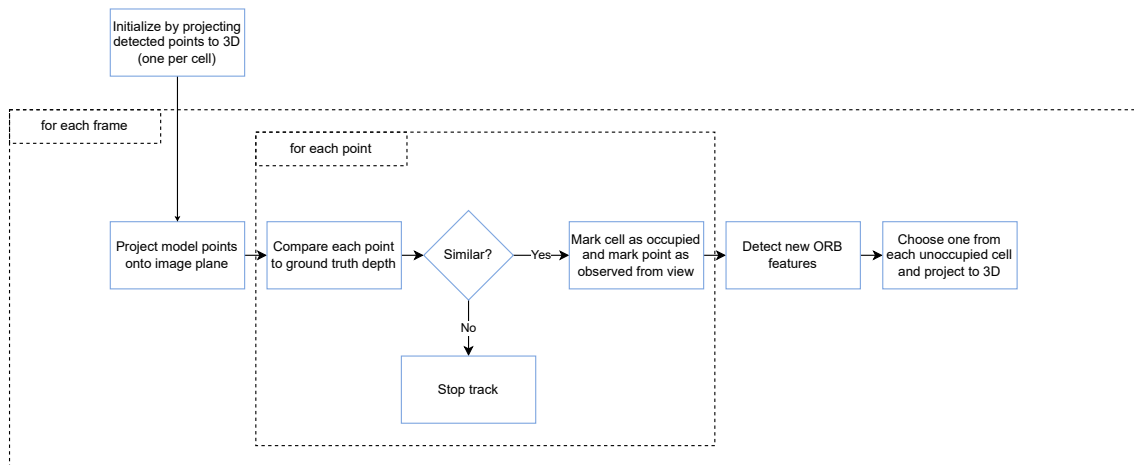 Initialize by projecting
detected points to 3D
(one per cell)
for each frame
for each point
Project model points
onto image plane
Compare each point
to ground truth depth
Similar?
Yes
Mark cell as occupied
and mark point as
observed from view
Detect new ORB
features
Choose one from
each unoccupied cell
and project to 3D
No
Stop track